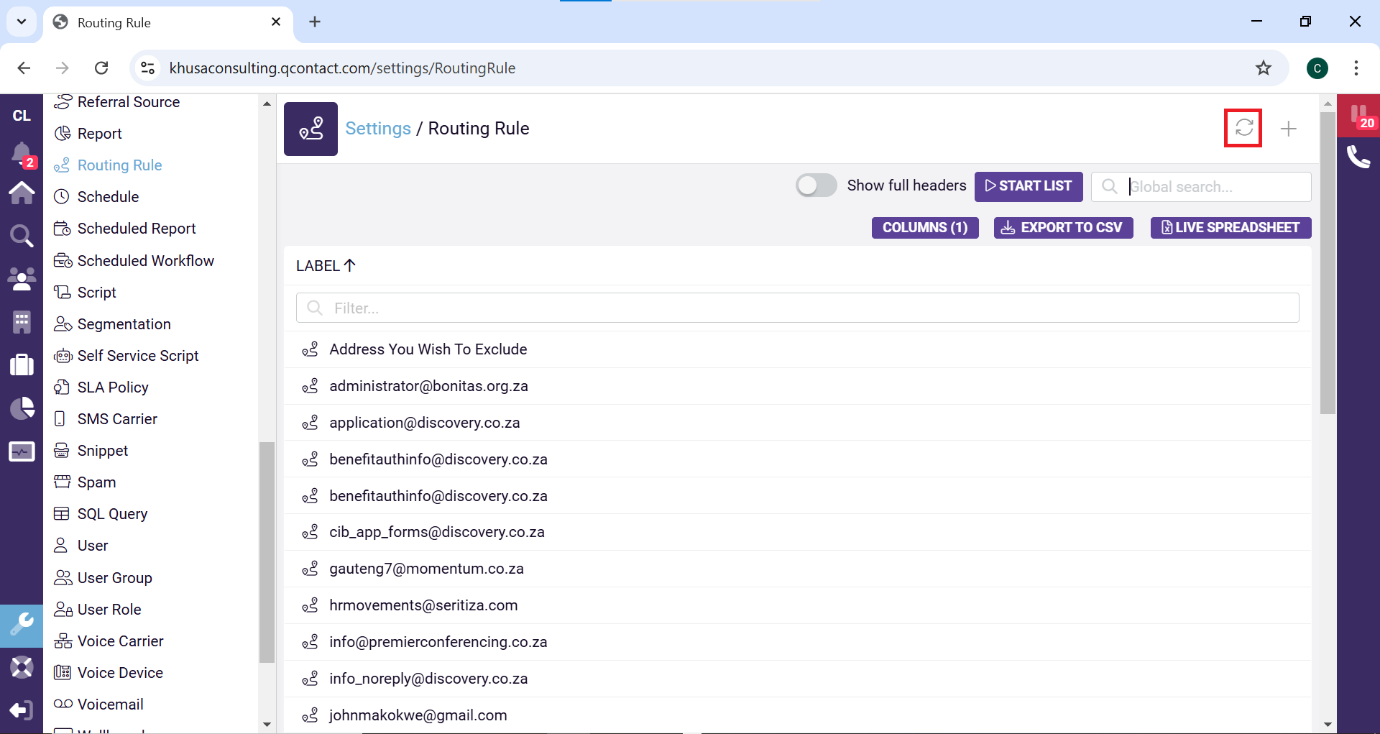 Routing Rule
khusaconsulting.qcontact.com/settings/RoutingRule
C
CL
2
Referral Source
Report
Routing Rule
Schedule
Scheduled Report
Scheduled Workflow
Script
Segmentation
Self Service Script
SLA Policy
SMS Carrier
Snippet
Spam
SQL Query
User
User Group
User Role
Voice Carrier
Voice Device
Voicemail
Settings / Routing Rule
20
Show full headers
START LIST
Global search...
COLUMNS (1)
EXPORT TO CSV
LIVE SPREADSHEET
LABEL
Filter...
Address You Wish To Exclude
administrator@bonitas.org.za
application@discovery.co.za
benefitauthinfo@discovery.co.za
benefitauthinfo@discovery.co.za
cib_app_forms@discovery.co.za
gauteng7@momentum.co.za
hrmovements@seritiza.com
info@premierconferencing.co.za
info_noreply@discovery.co.za
johnmakokwe@gmail.com